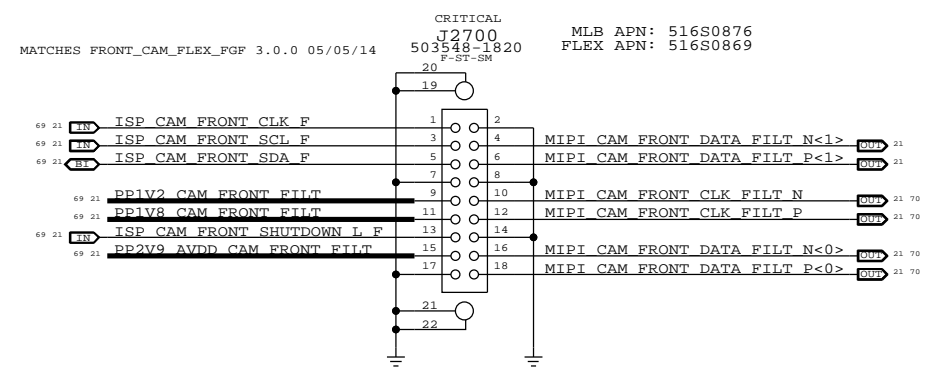 CRITICAL
J2700
503548-1820
F-ST-SM
MLB APN: 516S0876
FLEX APN: 516S0869
MATCHES FRONT_CAM_FLEX_FGF 3.0.0 05/05/14
20
19
69 21 IN ISP_CAM_FRONT_CLK_F 1 2
69 21 IN ISP_CAM_FRONT_SCL_F 3 4 MIPI_CAM_FRONT_DATA_FILT_N<1> OUT 21
69 21 BI ISP_CAM_FRONT_SDA_F 5 6 MIPI_CAM_FRONT_DATA_FILT_P<1> OUT 21
7 8
69 21 PP1V2_CAM_FRONT_FILT 9 10 MIPI_CAM_FRONT_CLK_FILT_N OUT 21 70
69 21 PP1V8_CAM_FRONT_FILT 11 12 MIPI_CAM_FRONT_CLK_FILT_P OUT 21 70
69 21 IN ISP_CAM_FRONT_SHUTDOWN_L_F 13 14
69 21 PP2V9_AVDD_CAM_FRONT_FILT 15 16 MIPI_CAM_FRONT_DATA_FILT_N<0> OUT 21 70
17 18 MIPI_CAM_FRONT_DATA_FILT_P<0> OUT 21 70
21
22